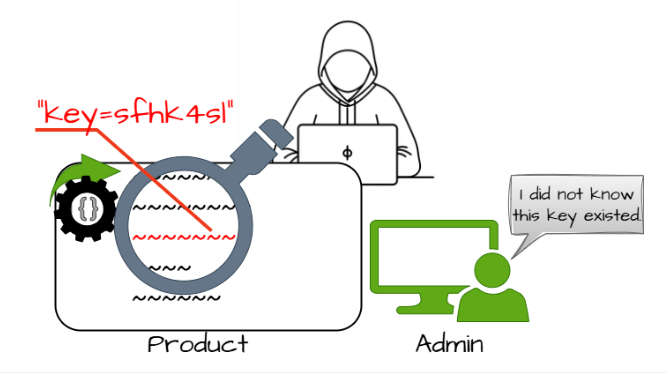 "key=sfhk4sl"
{}
I did not know
this key existed.
Product
Admin